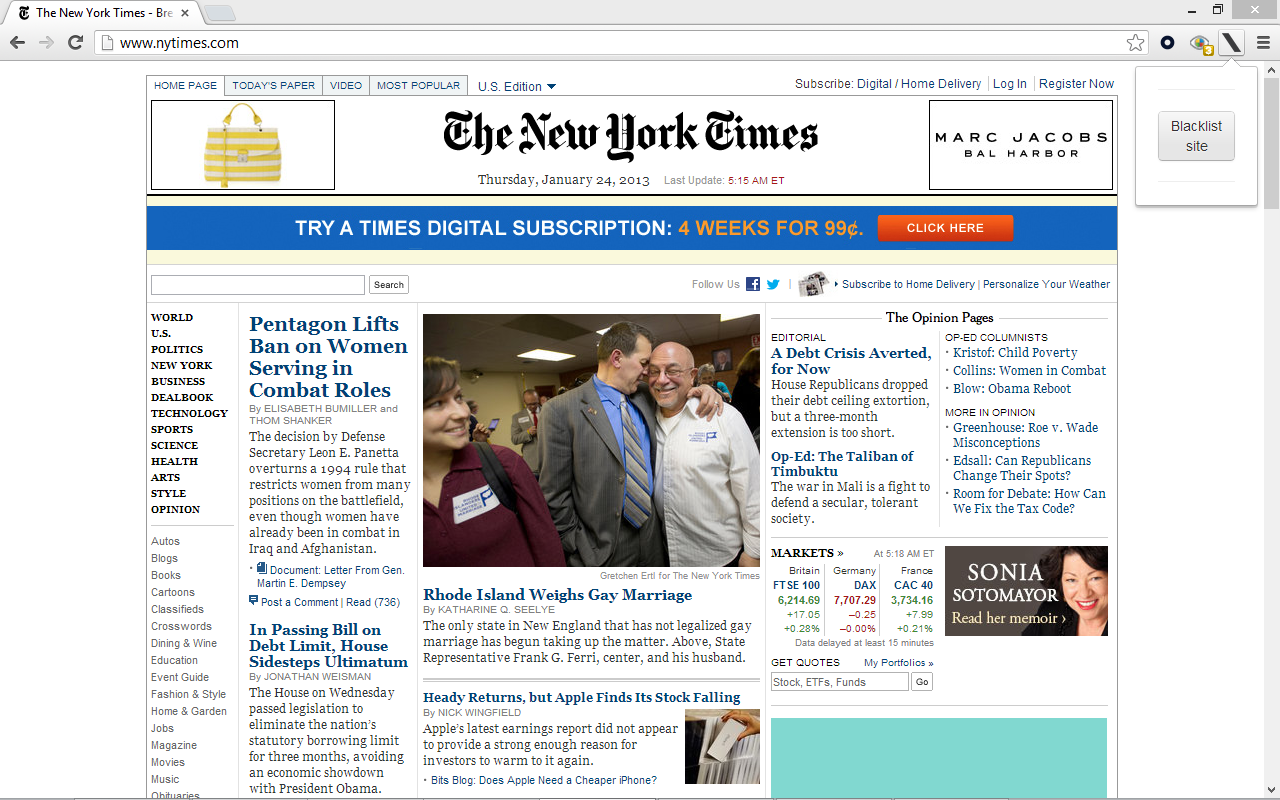 The New York Times - Bre
www.nytimes.com
HOME PAGE
TODAY'S PAPER
VIDEO
MOST POPULAR
U.S. Edition
Subscribe: Digital / Home Delivery
Log In
Register Now
Blacklist
site
The New York Times
Thursday, January 24, 2013
Last Update: 5:15 AM ET
MARC JACOBS
BAL HARBOR
TRY A TIMES DIGITAL SUBSCRIPTION: 4 WEEKS FOR 99¢.
CLICK HERE
Search
Follow Us
Subscribe to Home Delivery | Personalize Your Weather
WORLD
U.S.
POLITICS
NEW YORK
BUSINESS
DEALBOOK
TECHNOLOGY
SPORTS
SCIENCE
HEALTH
ARTS
STYLE
OPINION
Autos
Blogs
Books
Cartoons
Classifieds
Crosswords
Dining & Wine
Education
Event Guide
Fashion & Style
Home & Garden
Jobs
Magazine
Movies
Music
Obituaries
Pentagon Lifts
Ban on Women
Serving in
Combat Roles
By ELISABETH BUMILLER and
THOM SHANKER
The decision by Defense
Secretary Leon E. Panetta
overturns a 1994 rule that
restricts women from many
positions on the battlefield,
even though women have
already been in combat in
Iraq and Afghanistan.
• Document: Letter From Gen.
Martin E. Dempsey
Post a Comment | Read (736)
In Passing Bill on
Debt Limit, House
Sidesteps Ultimatum
By JONATHAN WEISMAN
The House on Wednesday
passed legislation to
eliminate the nation's
statutory borrowing limit
for three months, avoiding
an economic showdown
with President Obama.
Gretchen Ertl for The New York Times
Rhode Island Weighs Gay Marriage
By KATHARINE Q. SEELYE
The only state in New England that has not legalized gay
marriage has begun taking up the matter. Above, State
Representative Frank G. Ferri, center, and his husband.
Heady Returns, but Apple Finds Its Stock Falling
By NICK WINGFIELD
Apple's latest earnings report did not appear
to provide a strong enough reason for
investors to warm to it again.
• Bits Blog: Does Apple Need a Cheaper iPhone?
The Opinion Pages
EDITORIAL
A Debt Crisis Averted,
for Now
House Republicans dropped
their debt ceiling extortion,
but a three-month
extension is too short.
Op-Ed: The Taliban of
Timbuktu
The war in Mali is a fight to
defend a secular, tolerant
society.
OP-ED COLUMNISTS
• Kristof: Child Poverty
• Collins: Women in Combat
• Blow: Obama Reboot
MORE IN OPINION
• Greenhouse: Roe v. Wade
Misconceptions
• Edsall: Can Republicans
Change Their Spots?
• Room for Debate: How Can
We Fix the Tax Code?
MARKETS »
At 5:18 AM ET
Britain Germany France
FTSE 100 DAX CAC 40
6,214.69 7,707.29 3,734.16
+17.05 –0.25 +7.99
+0.28% –0.00% +0.21%
Data delayed at least 15 minutes
GET QUOTES
My Portfolios »
Stock, ETFs, Funds
Go
SONIA
SOTOMAYOR
Read her memoir ›